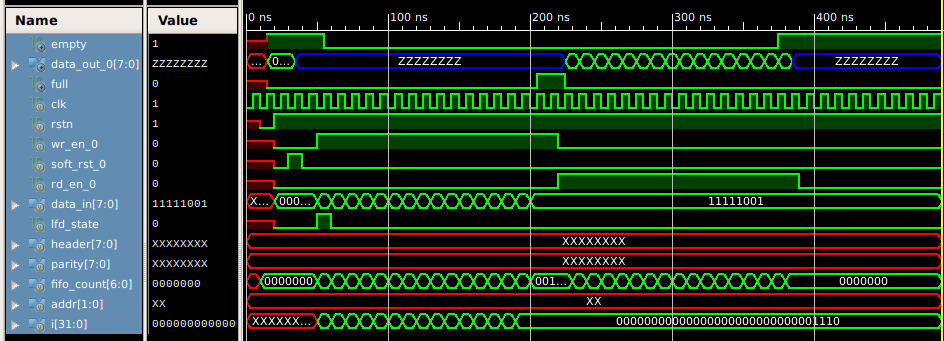 Name Value 0 ns 100 ns 200 ns 300 ns 400 ns
empty 1
data_out_0[7:0] ZZZZZZZZ ... 0... ZZZZZZZZ ZZZZZZZZ
full 0
clk 1
rstn 1
wr_en_0 0
soft_rst_0 0
rd_en_0 0
data_in[7:0] 11111001 X... 000... 11111001
lfd_state 0
header[7:0] XXXXXXXX XXXXXXXX
parity[7:0] XXXXXXXX XXXXXXXX
fifo_count[6:0] 0000000 0000000 001... 0000000
addr[1:0] XX XX
i[31:0] 000000000000 XXXXXX... 00000000000000000000000000001110